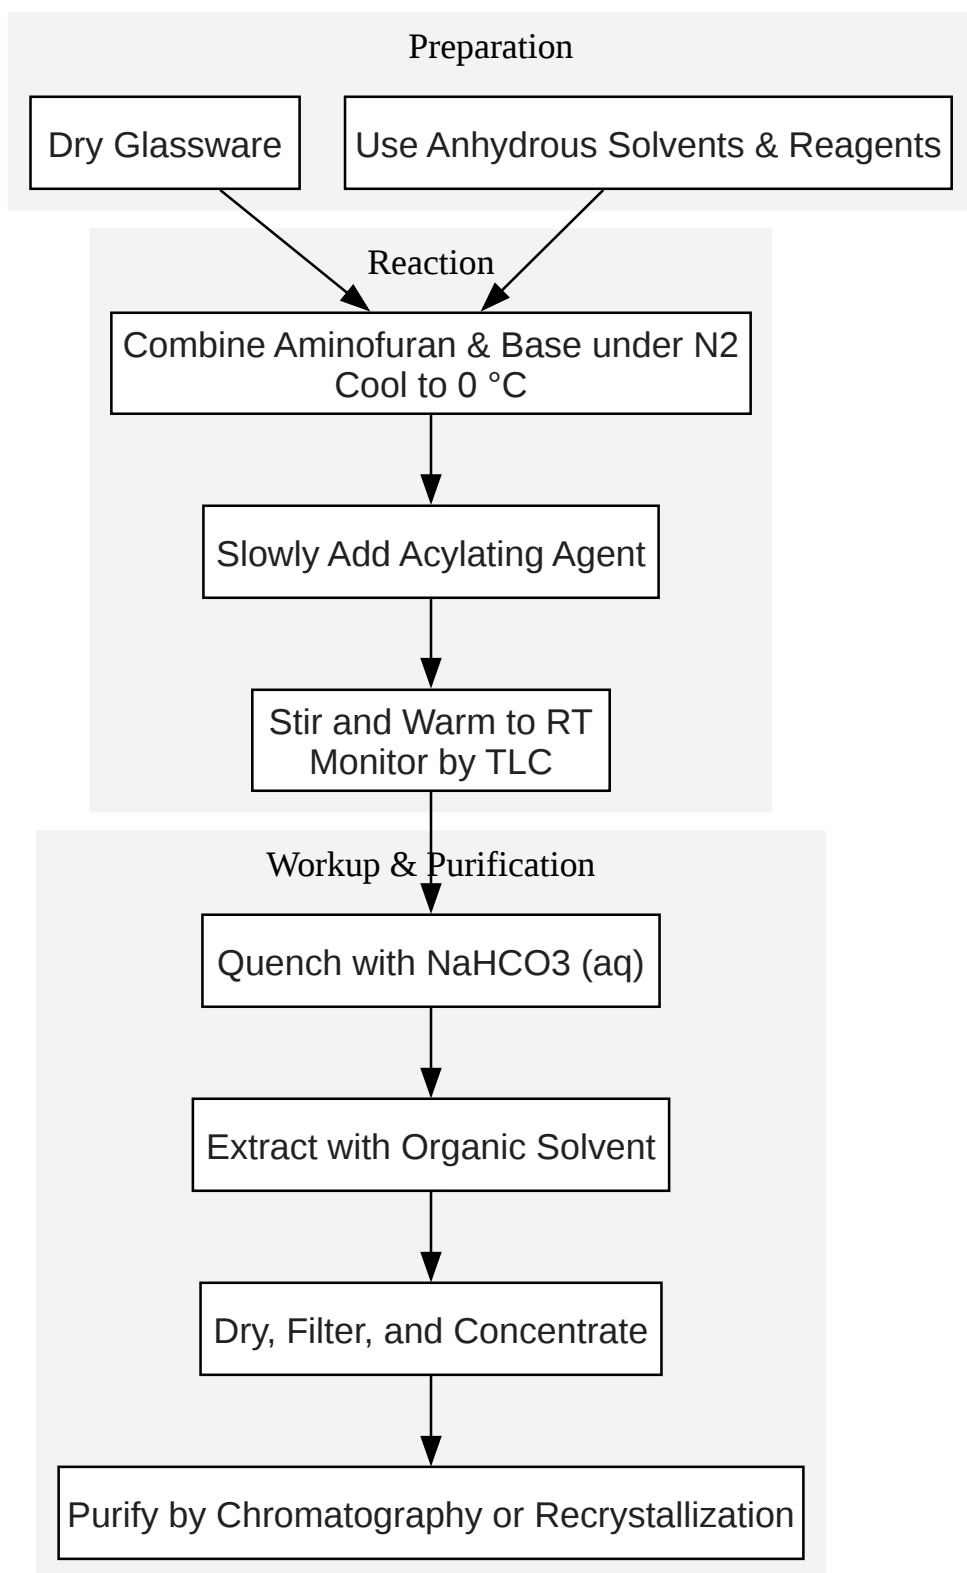 Preparation
Dry Glassware
Use Anhydrous Solvents & Reagents
Reaction
Combine Aminofuran & Base under N2
Cool to 0 °C
Slowly Add Acylating Agent
Stir and Warm to RT
Monitor by TLC
Workup & Purification
Quench with NaHCO3 (aq)
Extract with Organic Solvent
Dry, Filter, and Concentrate
Purify by Chromatography or Recrystallization